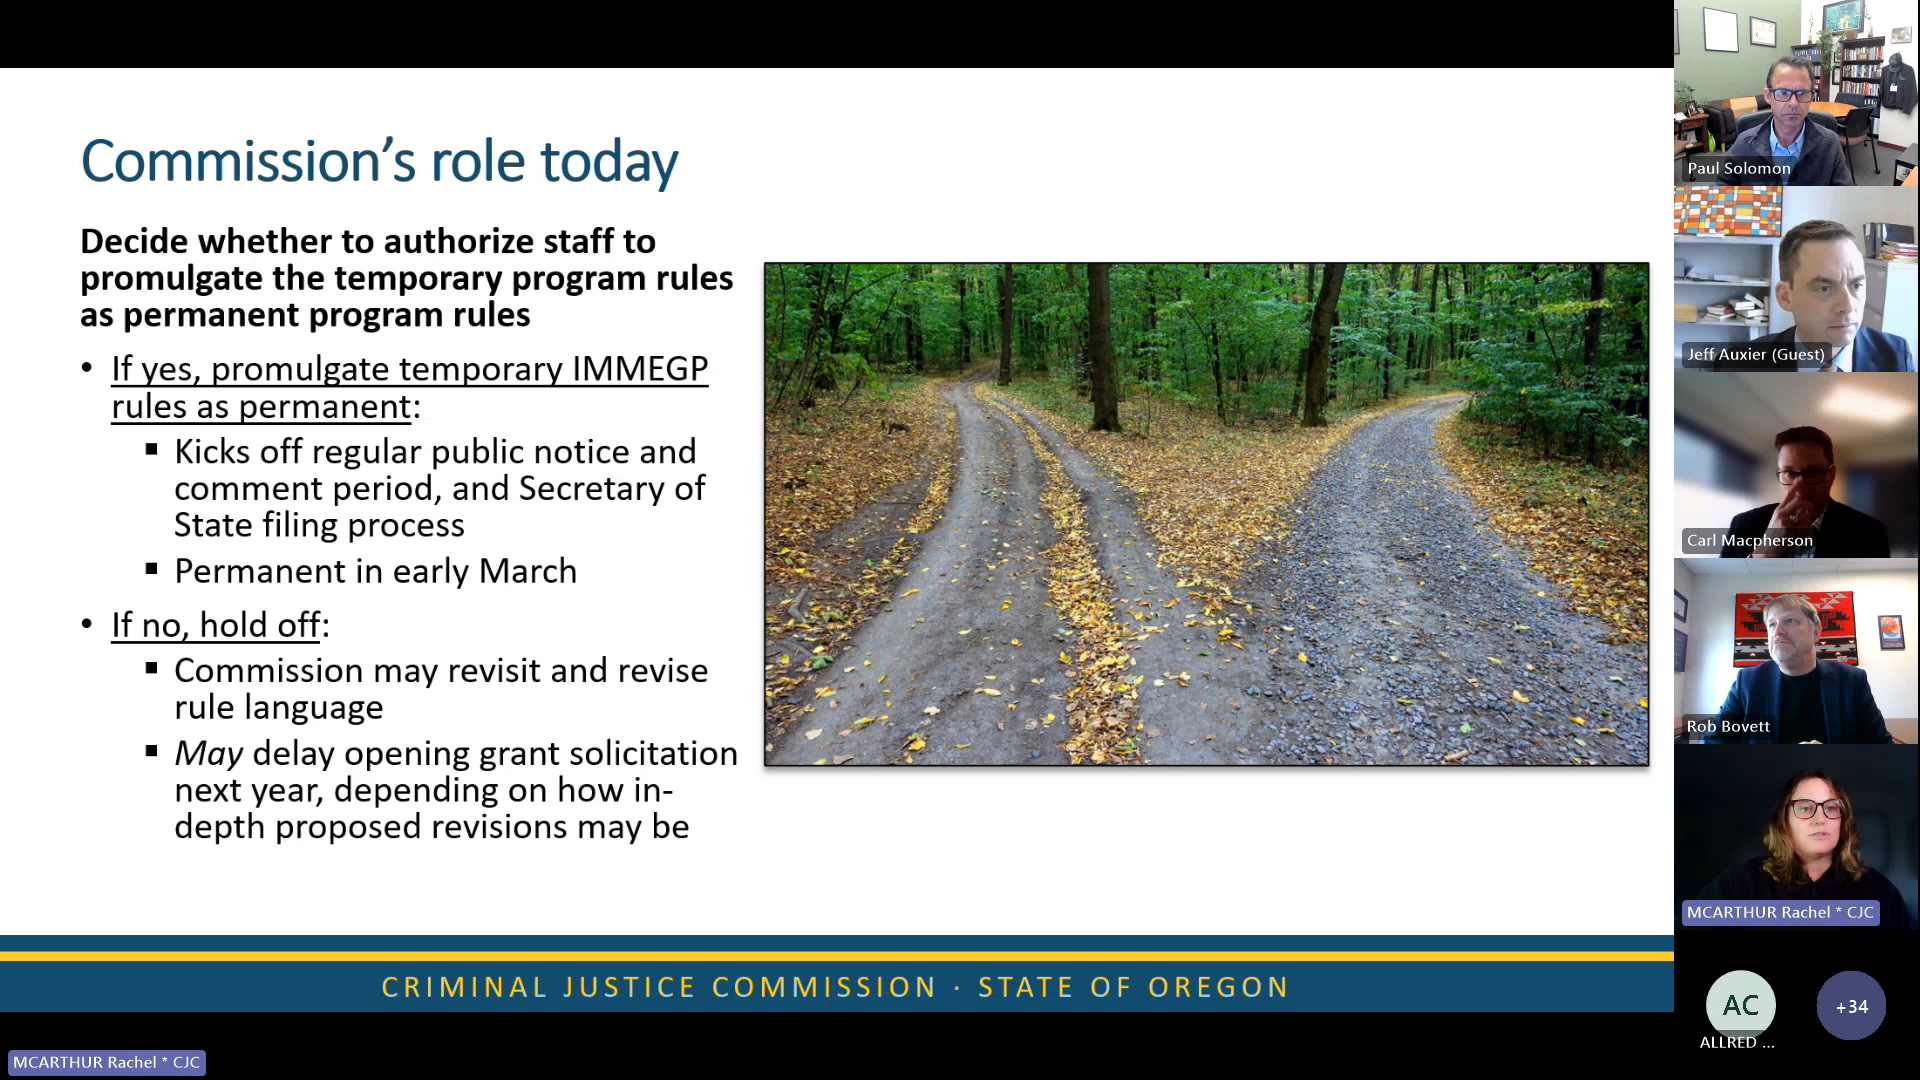 Commission’s role today
Decide whether to authorize staff to
promulgate the temporary program rules
as permanent program rules
• If yes, promulgate temporary IMMEGP
rules as permanent:
▪ Kicks off regular public notice and
comment period, and Secretary of
State filing process
▪ Permanent in early March
• If no, hold off:
▪ Commission may revisit and revise
rule language
▪ May delay opening grant solicitation
next year, depending on how in-
depth proposed revisions may be
CRIMINAL JUSTICE COMMISSION · STATE OF OREGON
MCARTHUR Rachel * CJC
Paul Solomon
Jeff Auxier (Guest)
Carl Macpherson
Rob Bovett
MCARTHUR Rachel * CJC
AC
ALLRED ...
+34